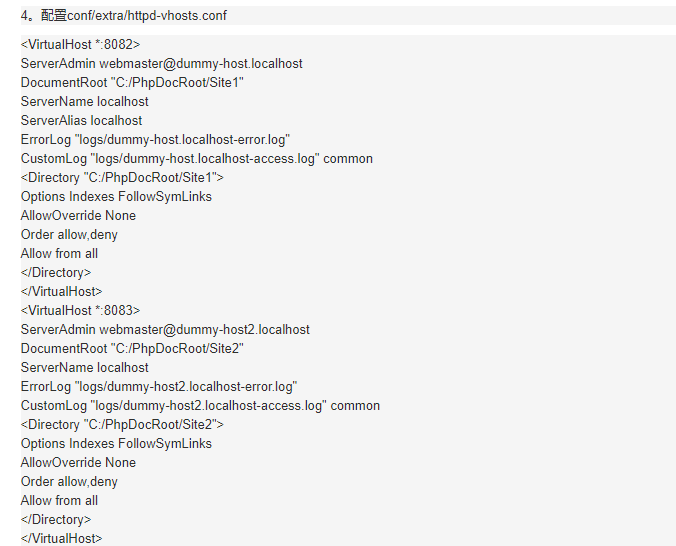 4。配置conf/extra/httpd-vhosts.conf
<VirtualHost *:8082>
ServerAdmin webmaster@dummy-host.localhost
DocumentRoot "C:/PhpDocRoot/Site1"
ServerName localhost
ServerAlias localhost
ErrorLog "logs/dummy-host.localhost-error.log"
CustomLog "logs/dummy-host.localhost-access.log" common
<Directory "C:/PhpDocRoot/Site1">
Options Indexes FollowSymLinks
AllowOverride None
Order allow,deny
Allow from all
</Directory>
</VirtualHost>
<VirtualHost *:8083>
ServerAdmin webmaster@dummy-host2.localhost
DocumentRoot "C:/PhpDocRoot/Site2"
ServerName localhost
ErrorLog "logs/dummy-host2.localhost-error.log"
CustomLog "logs/dummy-host2.localhost-access.log" common
<Directory "C:/PhpDocRoot/Site2">
Options Indexes FollowSymLinks
AllowOverride None
Order allow,deny
Allow from all
</Directory>
</VirtualHost>